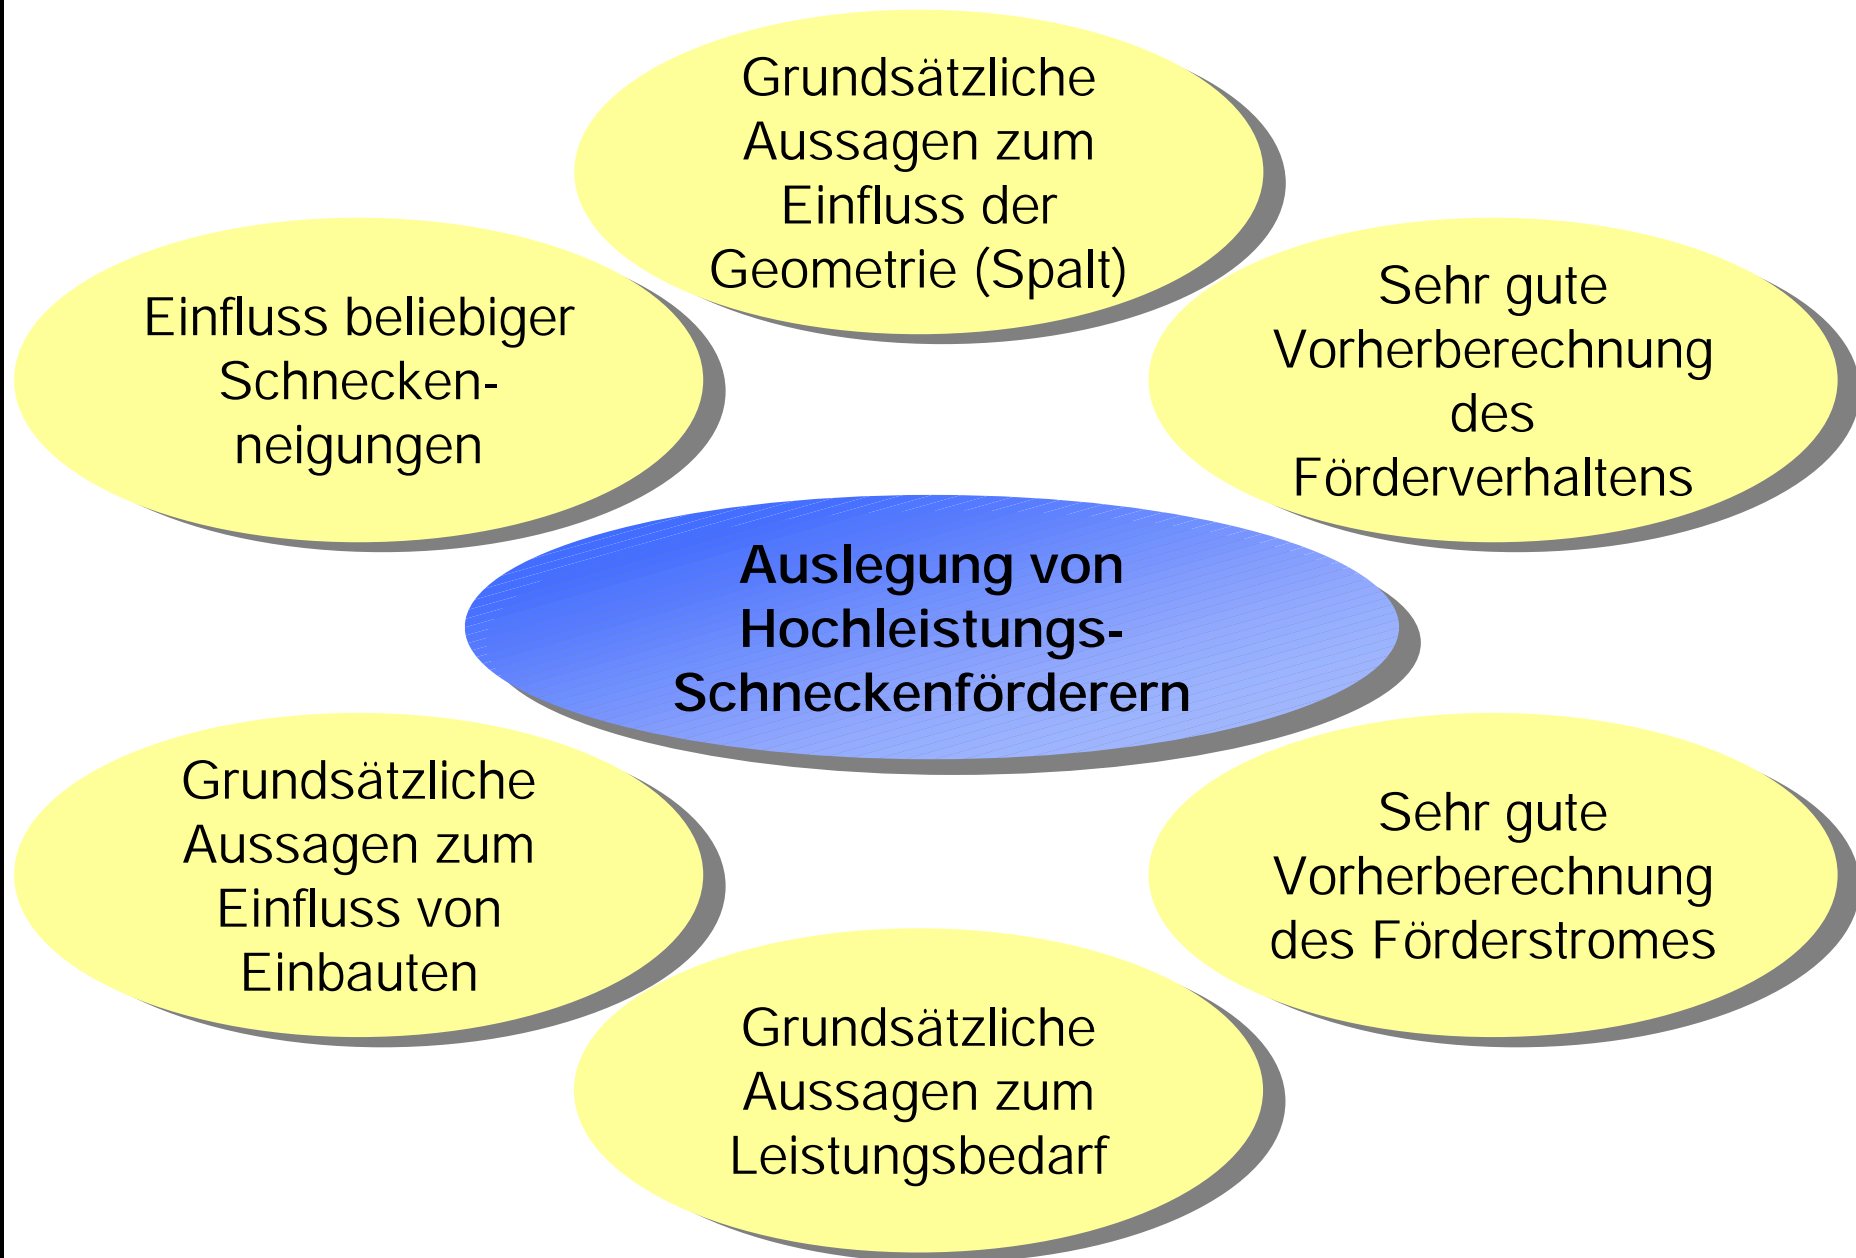 Grundsätzliche
Aussagen zum
Einfluss der
Geometrie (Spalt)
Einfluss beliebiger
Schnecken-
neigungen
Sehr gute
Vorherberechnung
des
Förderverhaltens
Auslegung von
Hochleistungs-
Schneckenförderern
Grundsätzliche
Aussagen zum
Einfluss von
Einbauten
Sehr gute
Vorherberechnung
des Förderstromes
Grundsätzliche
Aussagen zum
Leistungsbedarf